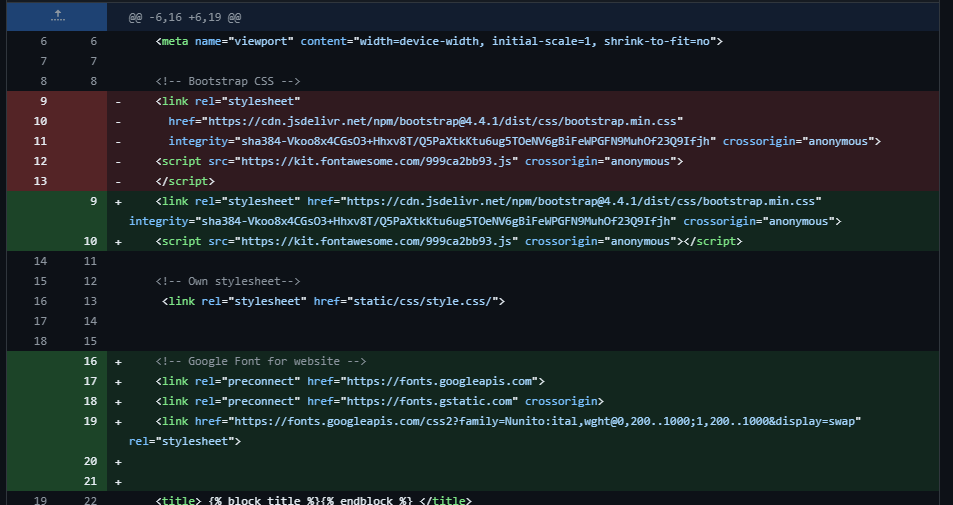 @@ -6,16 +6,19 @@
6 6 <meta name="viewport" content="width=device-width, initial-scale=1, shrink-to-fit=no">
7 7
8 8 <!-- Bootstrap CSS -->
9 - <link rel="stylesheet"
10 - href="https://cdn.jsdelivr.net/npm/bootstrap@4.4.1/dist/css/bootstrap.min.css"
11 - integrity="sha384-Vkoo8x4CGsO3+Hhxv8T/Q5PaXtkKtu6ug5TOeNV6gBiFeWPGFN9MuhOf23Q9Ifjh" crossorigin="anonymous">
12 - <script src="https://kit.fontawesome.com/999ca2bb93.js" crossorigin="anonymous">
13 - </script>
9 + <link rel="stylesheet" href="https://cdn.jsdelivr.net/npm/bootstrap@4.4.1/dist/css/bootstrap.min.css"
integrity="sha384-Vkoo8x4CGsO3+Hhxv8T/Q5PaXtkKtu6ug5TOeNV6gBiFeWPGFN9MuhOf23Q9Ifjh" crossorigin="anonymous">
10 + <script src="https://kit.fontawesome.com/999ca2bb93.js" crossorigin="anonymous"></script>
14 11
15 12 <!-- Own stylesheet-->
16 13 <link rel="stylesheet" href="static/css/style.css/">
17 14
18 15
16 + <!-- Google Font for website -->
17 + <link rel="preconnect" href="https://fonts.googleapis.com">
18 + <link rel="preconnect" href="https://fonts.gstatic.com" crossorigin>
19 + <link href="https://fonts.googleapis.com/css2?family=Nunito:ital,wght@0,200..1000;1,200..1000&display=swap"
rel="stylesheet">
20 +
21 +
19 22 <title> {% block title %}{% endblock %} </title>